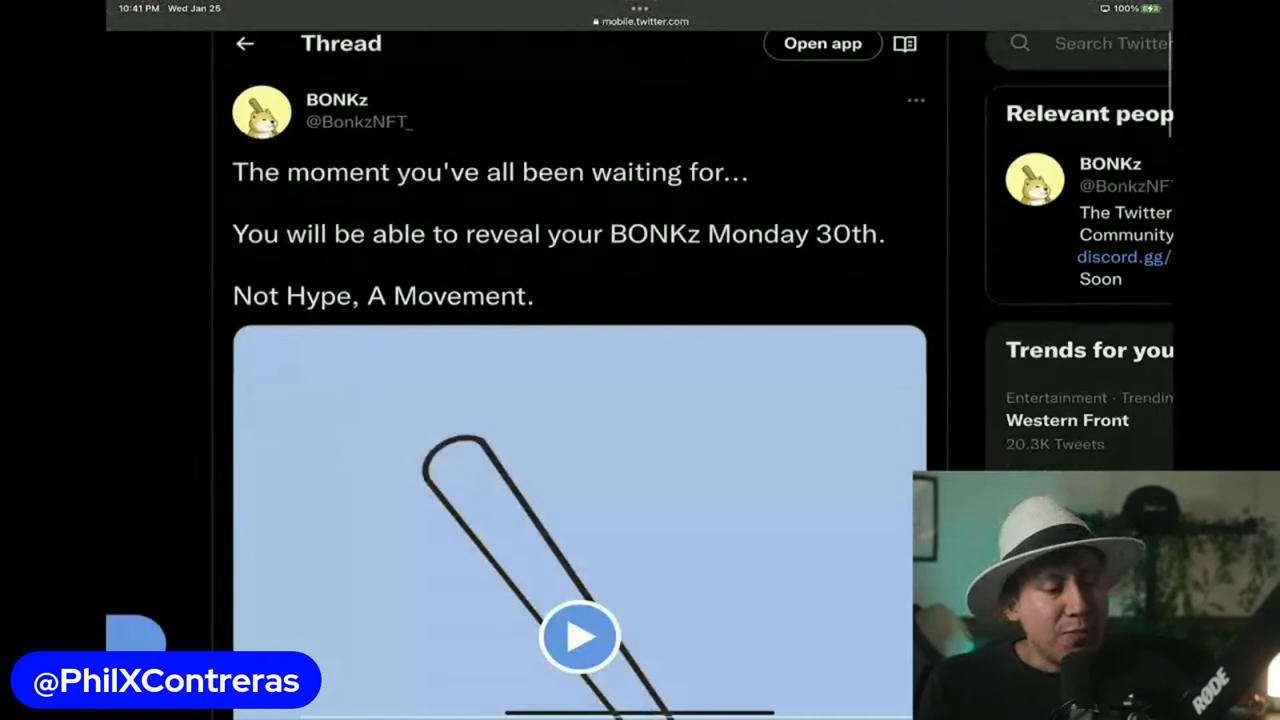 10:41 PM Wed Jan 25
100%
mobile.twitter.com
Thread
Open app
Search Twitter
BONKz
@BonkzNFT_
The moment you've all been waiting for...
You will be able to reveal your BONKz Monday 30th.
Not Hype, A Movement.
Relevant peop
BONKz
@BonkzNF
The Twitter
Community
discord.gg/
Soon
Trends for you
Entertainment · Trendin
Western Front
20.3K Tweets
@PhilXContreras
RØDE